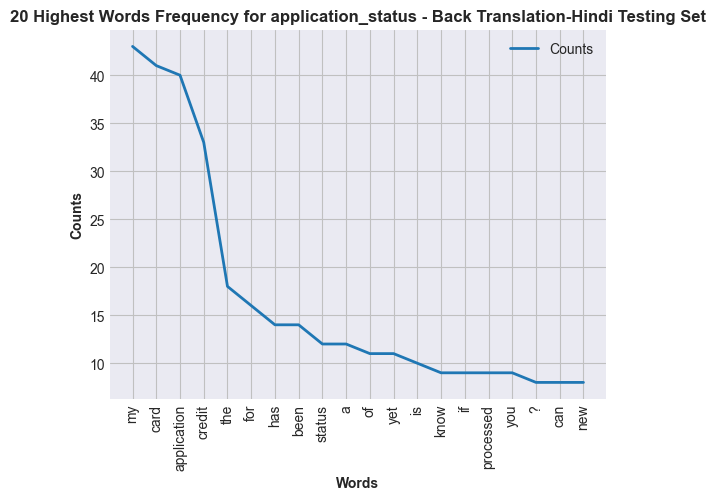 20 Highest Words Frequency for application_status - Back Translation-Hindi Testing Set
Counts
40
35
30
25
20
15
10
Counts
my
card
application
credit
the
for
has
been
status
a
of
yet
is
know
if
processed
you
?
can
new
Words